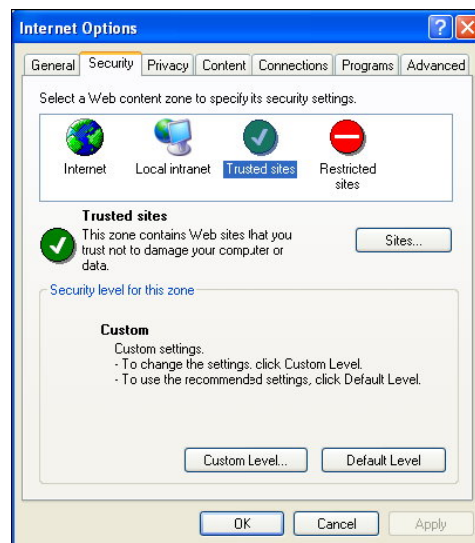 Internet Options
General Security Privacy Content Connections Programs Advanced
Select a Web content zone to specify its security settings.
Internet Local intranet Trusted sites Restricted
sites
Trusted sites
This zone contains Web sites that you
trust not to damage your computer or
data.
Sites...
Security level for this zone
Custom
Custom settings.
- To change the settings, click Custom Level.
- To use the recommended settings, click Default Level.
Custom Level... Default Level
OK Cancel Apply